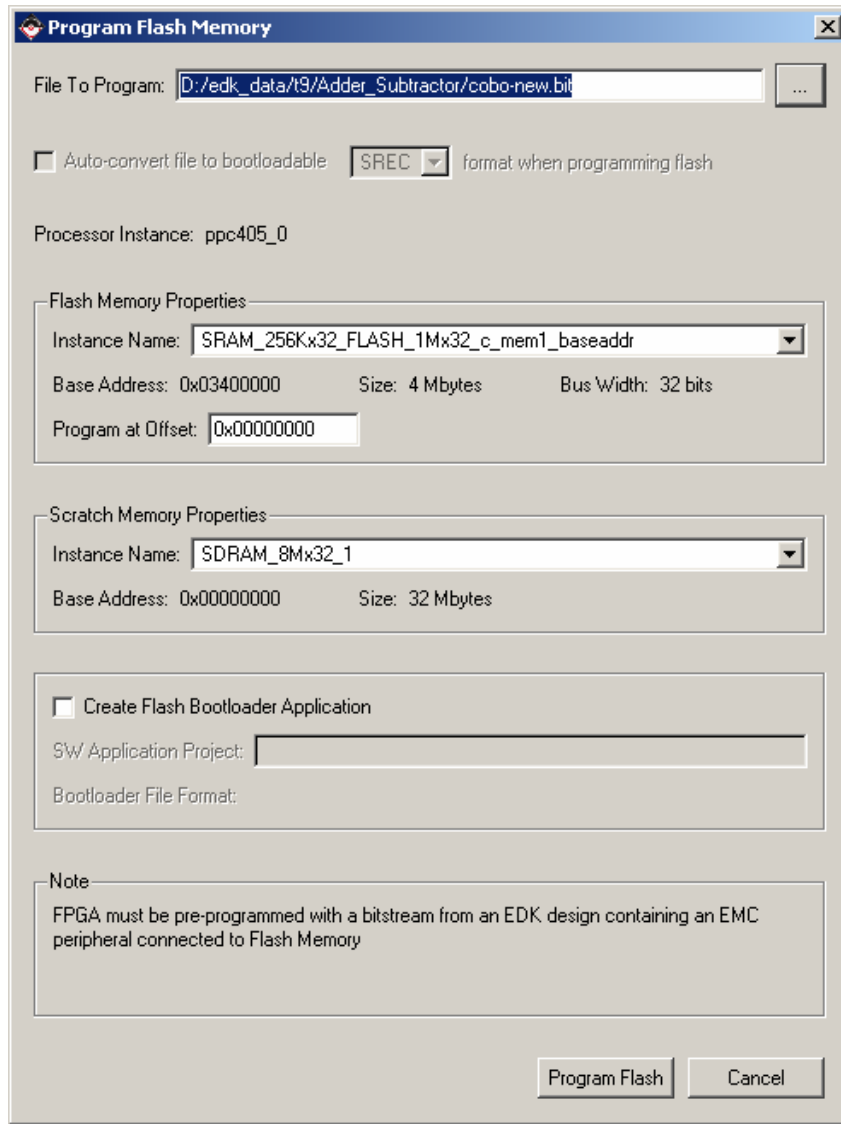 Program Flash Memory
File To Program: D:/edk_data/t9/Adder_Subtractor/cobo-new.bit ...
Auto-convert file to bootloadable SREC format when programming flash
Processor Instance: ppc405_0
Flash Memory Properties
Instance Name: SRAM_256Kx32_FLASH_1Mx32_c_mem1_baseaddr
Base Address: 0x03400000 Size: 4 Mbytes Bus Width: 32 bits
Program at Offset: 0x00000000
Scratch Memory Properties
Instance Name: SDRAM_8Mx32_1
Base Address: 0x00000000 Size: 32 Mbytes
Create Flash Bootloader Application
SW Application Project:
Bootloader File Format:
Note
FPGA must be pre-programmed with a bitstream from an EDK design containing an EMC
peripheral connected to Flash Memory
Program Flash Cancel